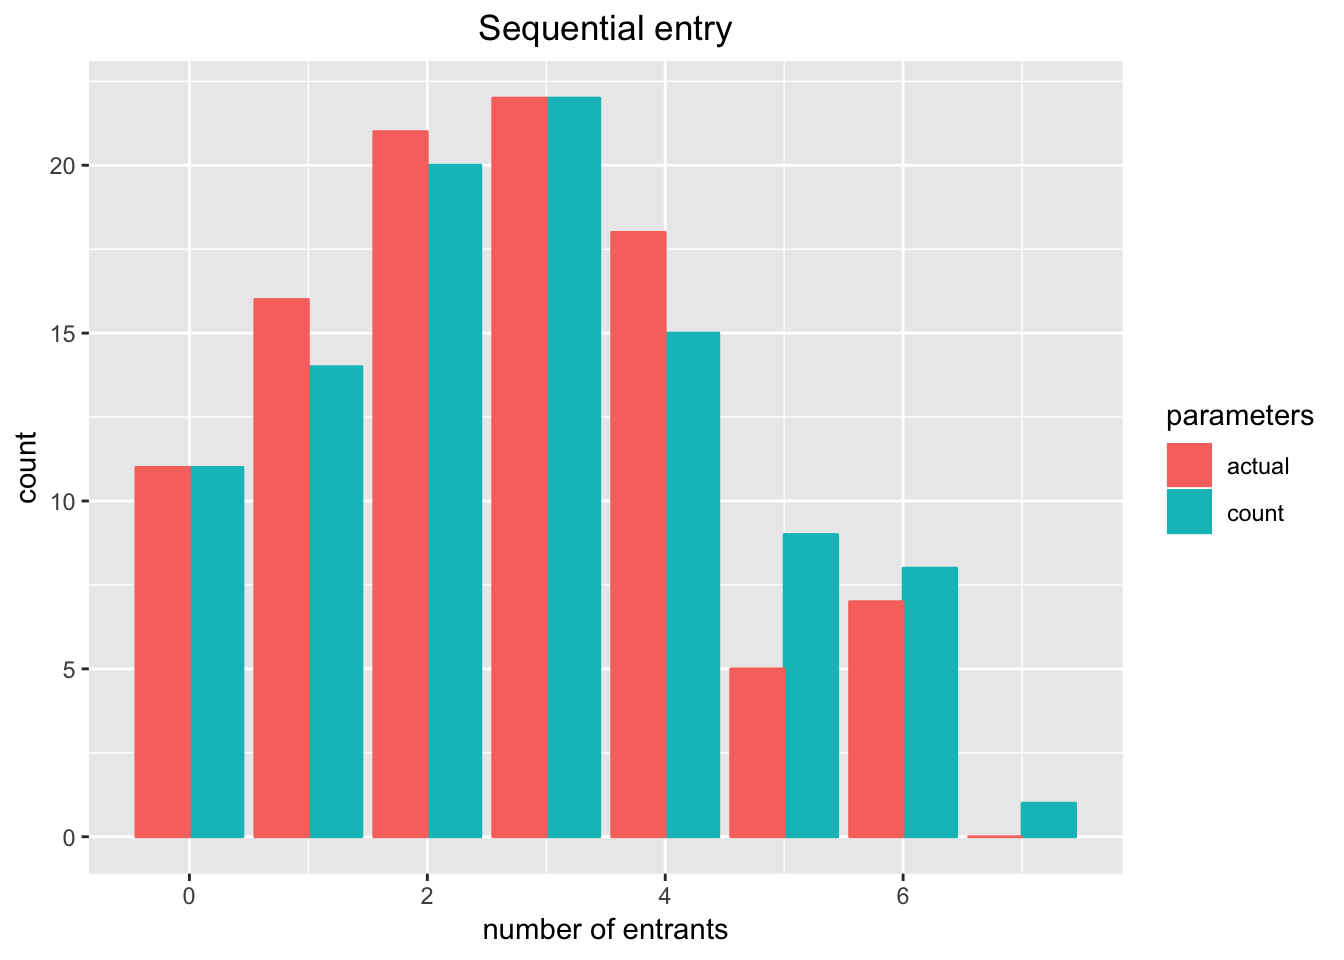 Sequential entry
count
20
15
10
5
0
0 2 4 6
number of entrants
parameters
actual
count